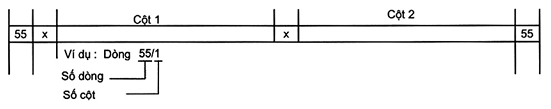 Cột 1 Cột 2
55 x x 55
Ví dụ : Dòng 55/1
Số dòng
Số cột